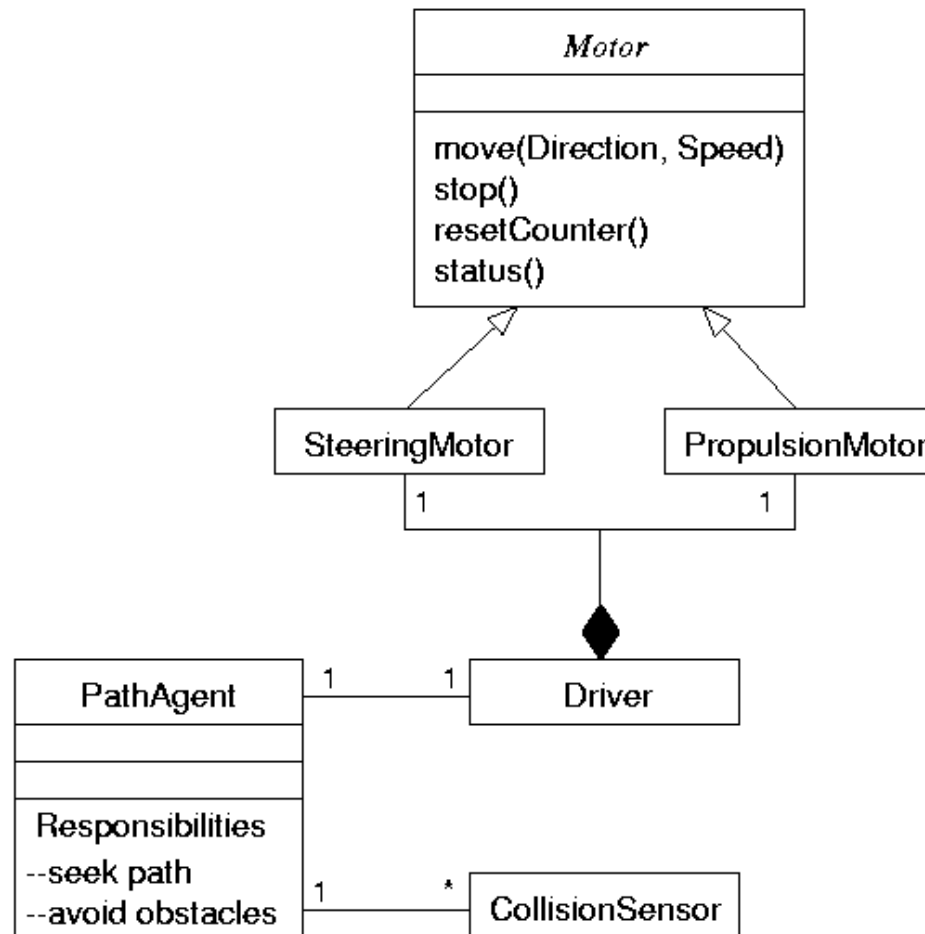 Motor
move(Direction, Speed)
stop()
resetCounter()
status()
SteeringMotor
PropulsionMotor
1
1
PathAgent
1
1
Driver
Responsibilities
--seek path
--avoid obstacles
1
*
CollisionSensor